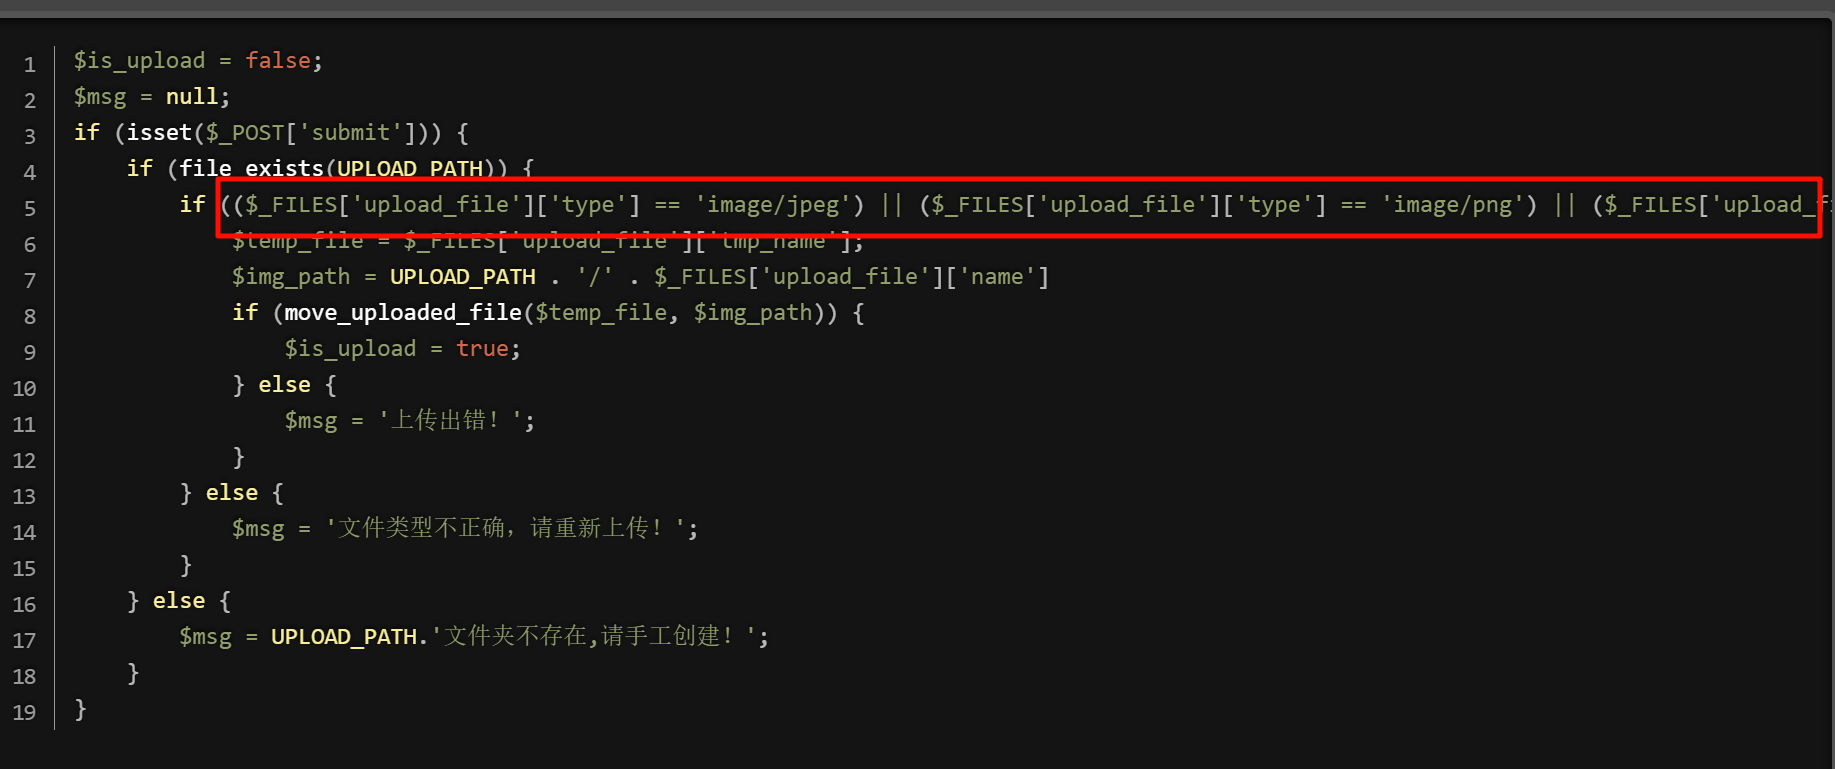 1 $is_upload = false;
2 $msg = null;
3 if (isset($_POST['submit'])) {
4 if (file_exists(UPLOAD_PATH)) {
5 if (($_FILES['upload_file']['type'] == 'image/jpeg') || ($_FILES['upload_file']['type'] == 'image/png') || ($_FILES['upload_fi
6 $temp_file = $_FILES['upload_file']['tmp_name'];
7 $img_path = UPLOAD_PATH . '/' . $_FILES['upload_file']['name']
8 if (move_uploaded_file($temp_file, $img_path)) {
9 $is_upload = true;
10 } else {
11 $msg = '上传出错！';
12 }
13 } else {
14 $msg = '文件类型不正确，请重新上传！';
15 }
16 } else {
17 $msg = UPLOAD_PATH.'文件夹不存在,请手工创建！';
18 }
19 }